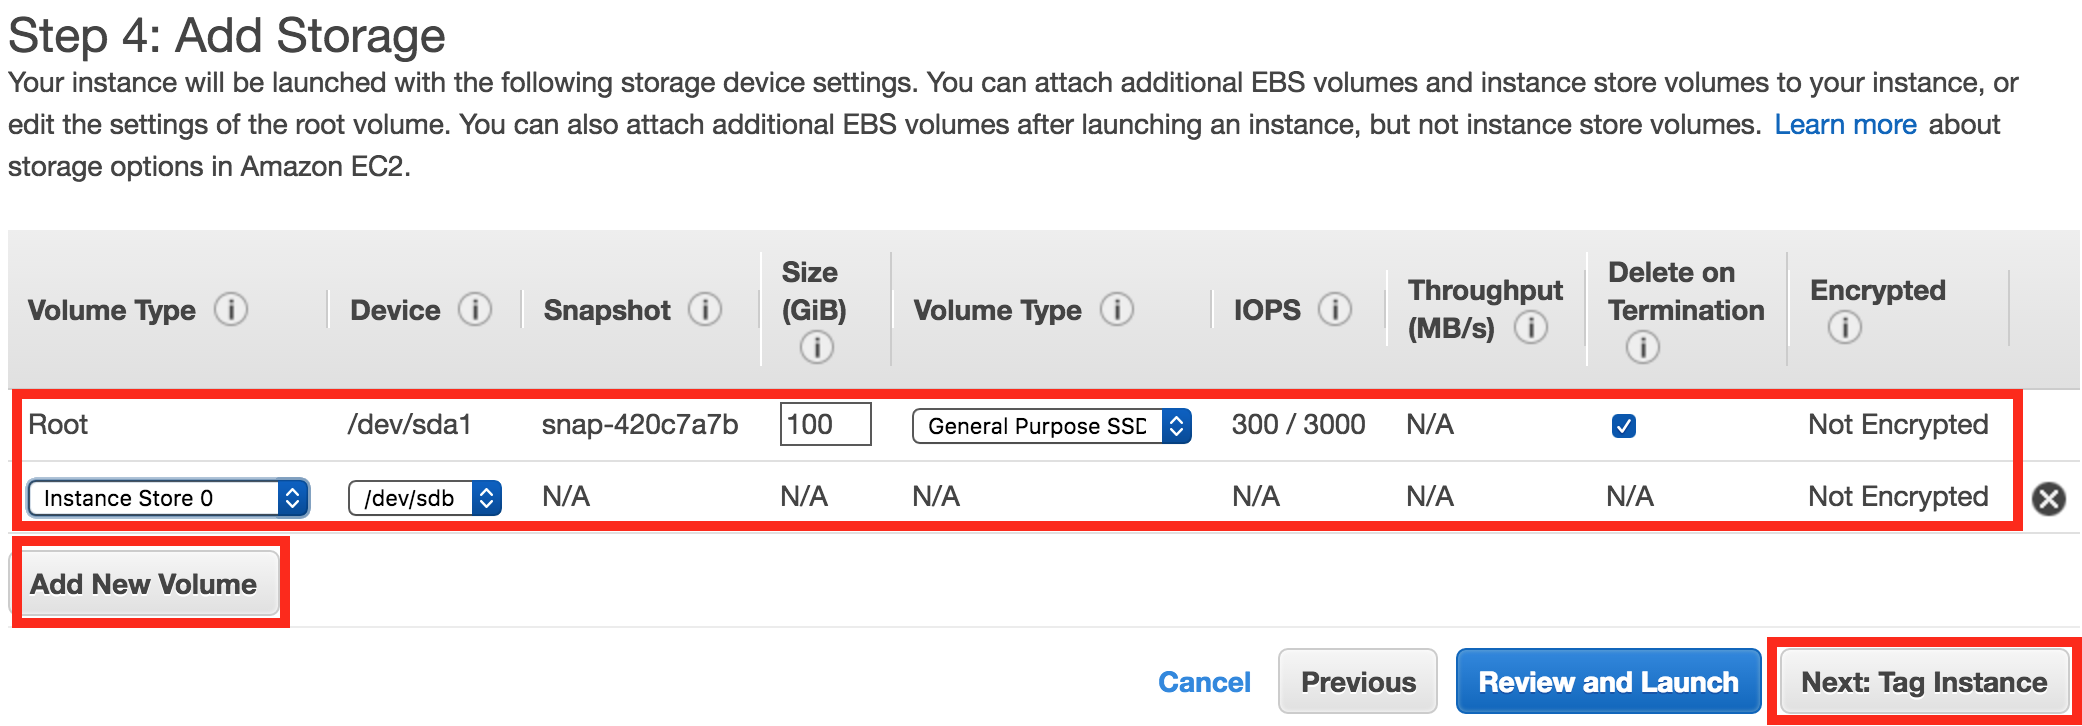 Step 4: Add Storage
Your instance will be launched with the following storage device settings. You can attach additional EBS volumes and instance store volumes to your instance, or
edit the settings of the root volume. You can also attach additional EBS volumes after launching an instance, but not instance store volumes. Learn more about
storage options in Amazon EC2.
Volume Type Device Snapshot Size (GiB) Volume Type IOPS Throughput (MB/s) Delete on Termination Encrypted
Root /dev/sda1 snap-420c7a7b 100 General Purpose SSD 300 / 3000 N/A Not Encrypted
Instance Store 0 /dev/sdb N/A N/A N/A N/A N/A N/A Not Encrypted
Add New Volume
Cancel Previous Review and Launch Next: Tag Instance